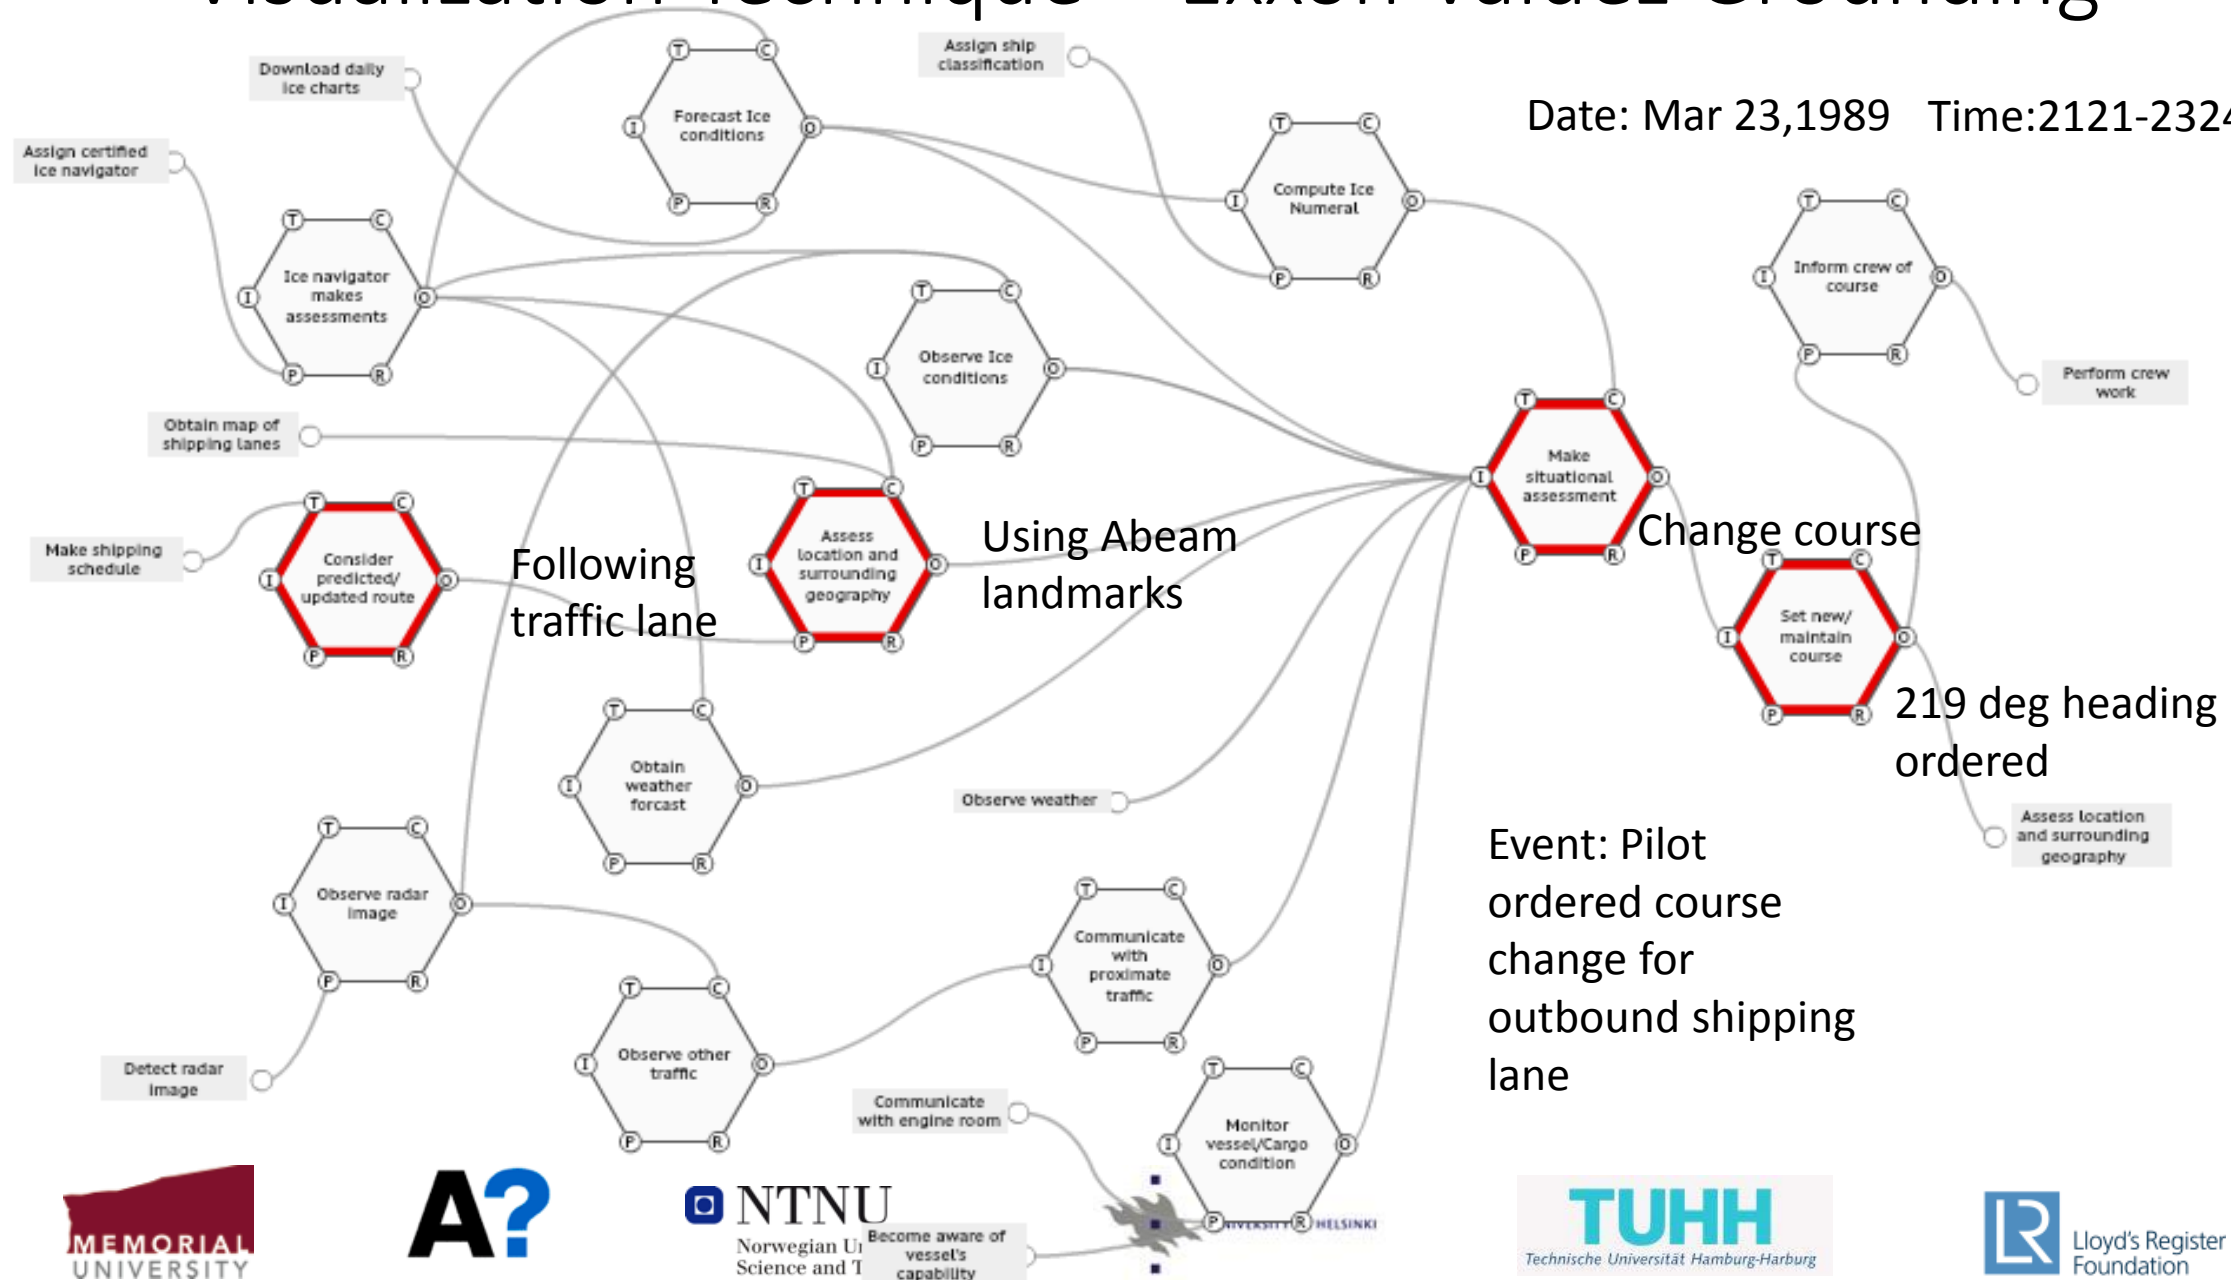 Visualization Technique – Exxon Valdez Grounding
Date: Mar 23,1989
Time:2121-2324
Download daily
ice charts
Assign certified
ice navigator
Assign ship
classification
T
C
Forecast Ice
conditions
I
O
P
R
T
C
Compute Ice
Numeral
I
O
P
R
T
C
Inform crew of
course
I
O
P
R
T
C
Ice navigator
makes
assessments
I
O
P
R
T
C
Observe Ice
conditions
I
O
P
R
Perform crew
work
Obtain map of
shipping lanes
T
C
Make
situational
assessment
I
O
P
R
Make shipping
schedule
T
C
Consider
predicted/
updated route
I
O
P
R
Following
traffic lane
T
C
Assess
location and
surrounding
geography
I
O
P
R
Using Abeam
landmarks
Change course
T
C
Set new/
maintain
course
I
O
P
R
219 deg heading
ordered
T
C
Obtain
weather
forcast
I
O
P
R
Observe weather
Assess location
and surrounding
geography
Event: Pilot
ordered course
change for
outbound shipping
lane
T
C
Observe radar
image
I
O
P
R
T
C
Communicate
with
proximate
traffic
I
O
P
R
Detect radar
image
T
C
Observe other
traffic
I
O
P
R
Communicate
with engine room
T
C
Monitor
vessel/Cargo
condition
I
O
P
R
Become aware of
vessel's
capability
MEMORIAL
UNIVERSITY
A?
NTNU
Norwegian
Science and
HELSINKI
TUHH
Technische Universität Hamburg-Harburg
LR
Lloyd's Register
Foundation